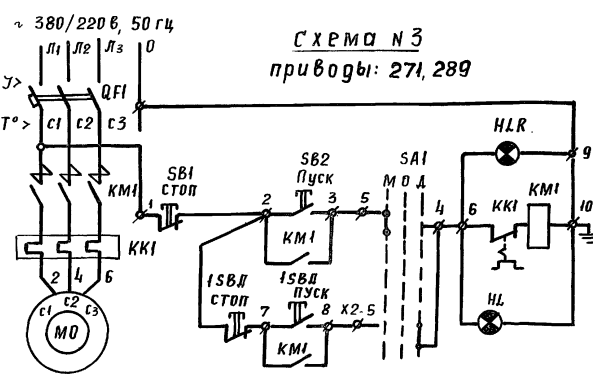 ~ 380/220 в, 50 гц
Л1 Л2 Л3 0
Схема N3
приводы: 271, 289
J>
QF1
T°>
C1 C2 C3
HLR
9
SB1
СТОП
SB2
Пуск
SA1
М О Д
KM1
1
2
3
5
4
6
KK1
KM1
10
KM1
KK1
2 4 6
1SBЛ
СТОП
1SBЛ
ПУСК
7
8
X2-5
HL
KM1
C1 C2 C3
MO